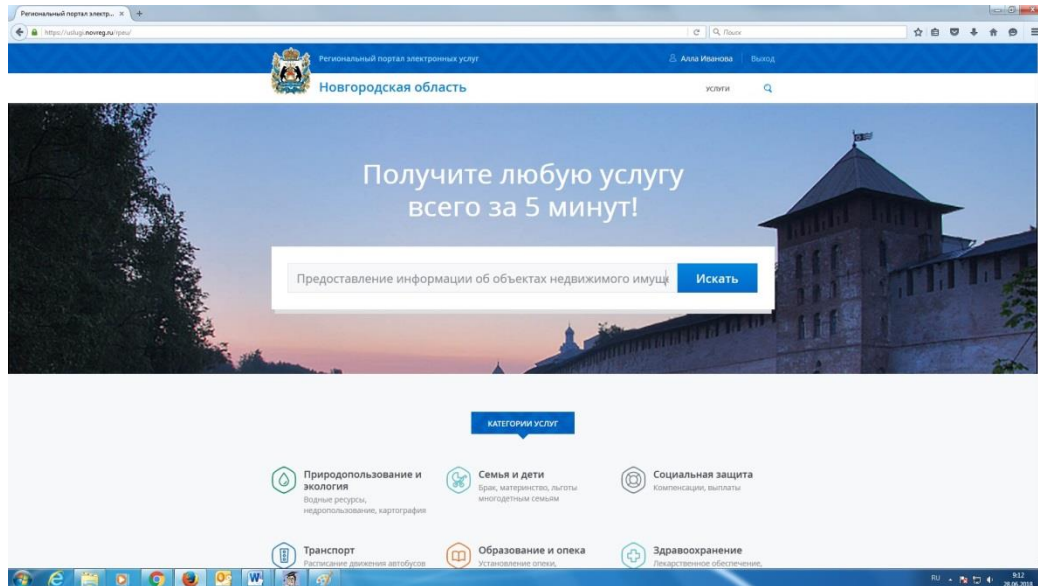 Региональный портал электр... × +
https://uslugi.novreg.ru/rpeu/
Поиск
Региональный портал электронных услуг
Алла Иванова
Выход
Новгородская область
УСЛУГИ
Получите любую услугу
всего за 5 минут!
Предоставление информации об объектах недвижимого имущ
Искать
КАТЕГОРИИ УСЛУГ
Природопользование и
экология
Водные ресурсы,
недропользование, картография
Семья и дети
Брак, материнство, льготы
многодетным семьям
Социальная защита
Компенсации, выплаты
Транспорт
Расписание движения автобусов
Образование и опека
Установление опеки,
Здравоохранение
Лекарственное обеспечение,
RU
9:12
28.06.2018